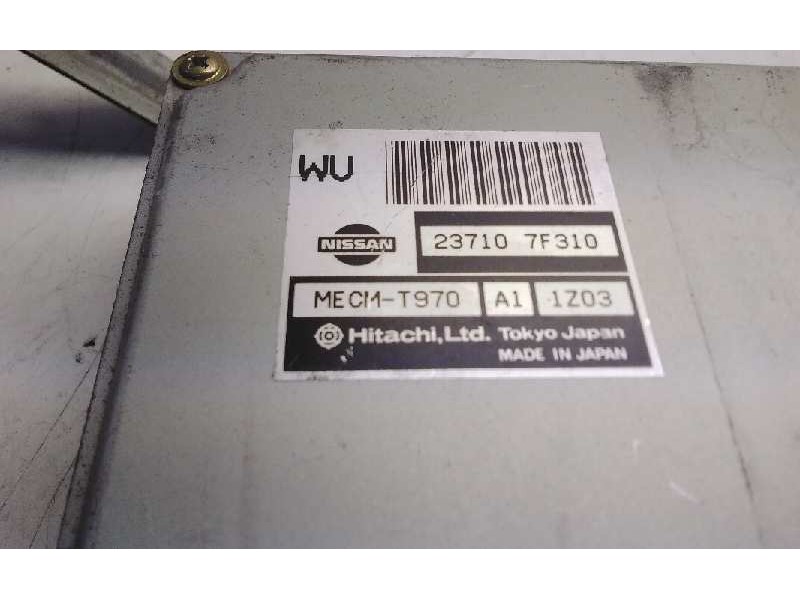 WU
NISSAN
23710 7F310
MECM-T970 A1 1Z03
Hitachi,Ltd. Tokyo Japan
MADE IN JAPAN